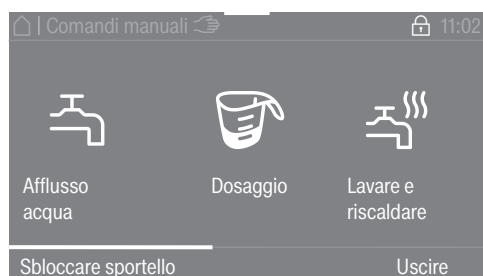 | Comandi manuali 11:02
Afflusso acqua Dosaggio Lavare e riscaldare
Sbloccare sportello Uscire